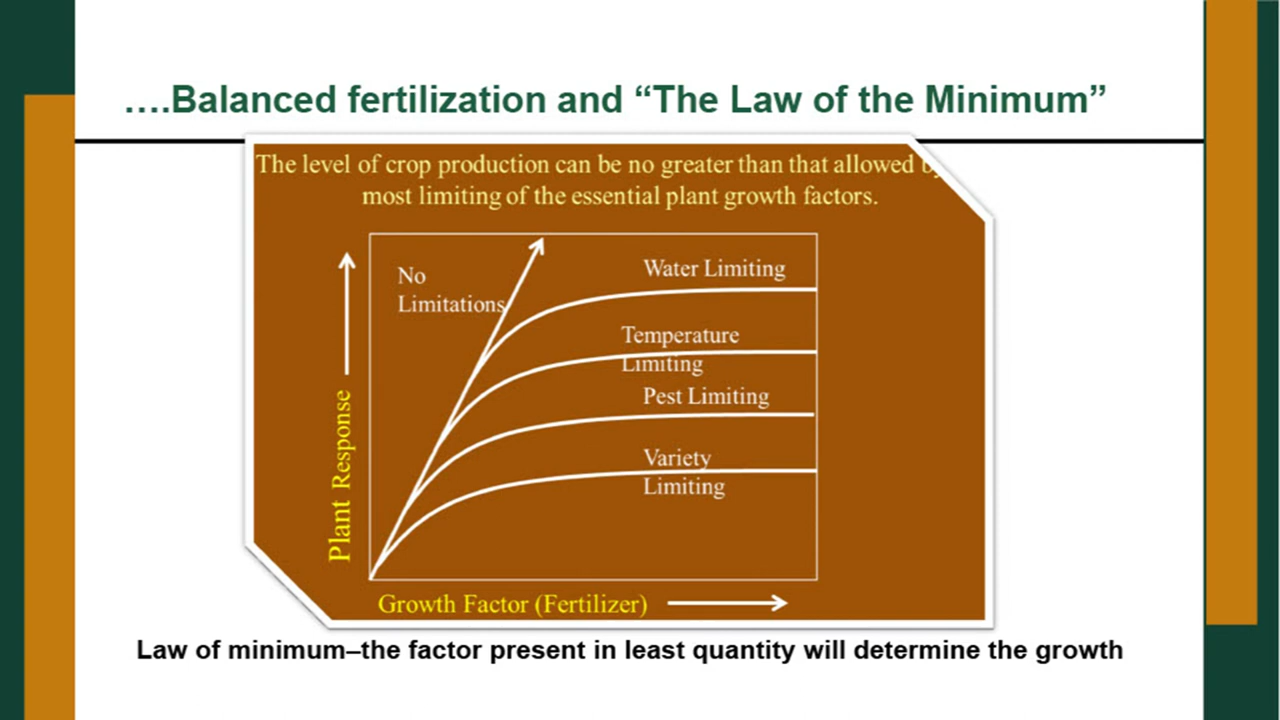 ….Balanced fertilization and “The Law of the Minimum”
The level of crop production can be no greater than that allowed
most limiting of the essential plant growth factors.
No
Limitations
Water Limiting
Temperature
Limiting
Pest Limiting
Variety
Limiting
Plant Response
Growth Factor (Fertilizer)
Law of minimum–the factor present in least quantity will determine the growth